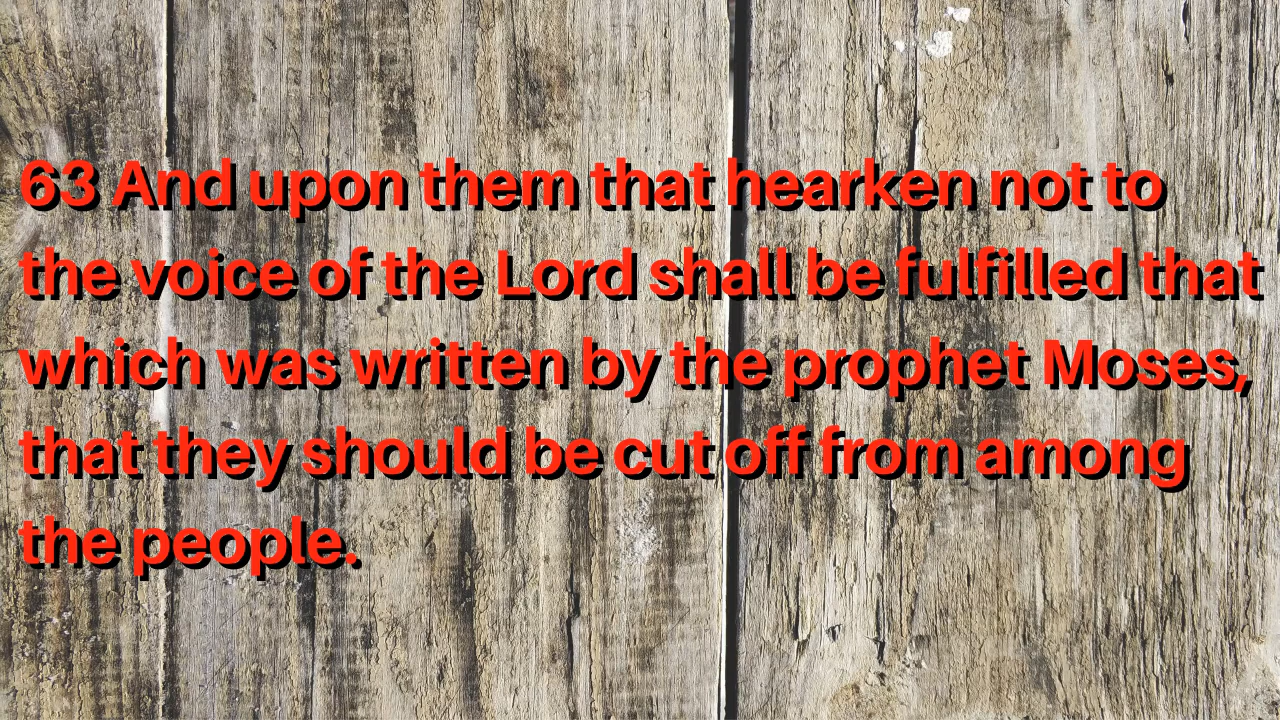 63 And upon them that hearken not to
the voice of the Lord shall be fulfilled that
which was written by the prophet Moses,
that they should be cut off from among
the people.